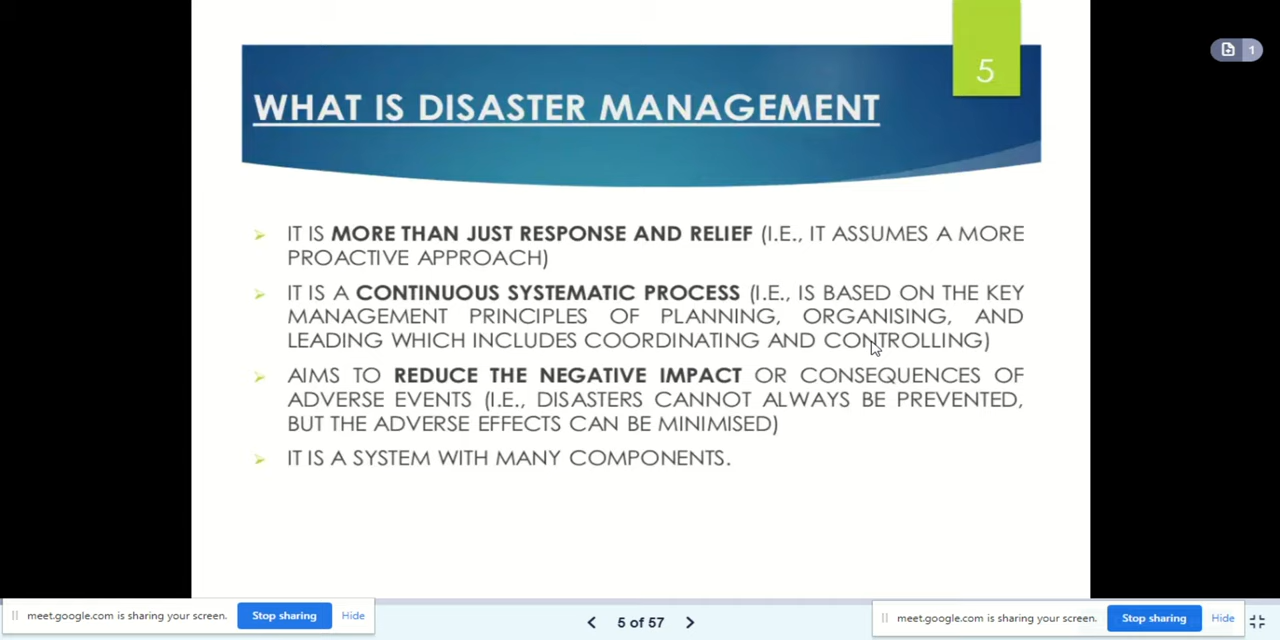 5
1
WHAT IS DISASTER MANAGEMENT
➢ IT IS MORE THAN JUST RESPONSE AND RELIEF (I.E., IT ASSUMES A MORE
PROACTIVE APPROACH)
➢ IT IS A CONTINUOUS SYSTEMATIC PROCESS (I.E., IS BASED ON THE KEY
MANAGEMENT PRINCIPLES OF PLANNING, ORGANISING, AND
LEADING WHICH INCLUDES COORDINATING AND CONTROLLING)
➢ AIMS TO REDUCE THE NEGATIVE IMPACT OR CONSEQUENCES OF
ADVERSE EVENTS (I.E., DISASTERS CANNOT ALWAYS BE PREVENTED,
BUT THE ADVERSE EFFECTS CAN BE MINIMISED)
➢ IT IS A SYSTEM WITH MANY COMPONENTS.
meet.google.com is sharing your screen. Stop sharing Hide
5 of 57
meet.google.com is sharing your screen. Stop sharing Hide